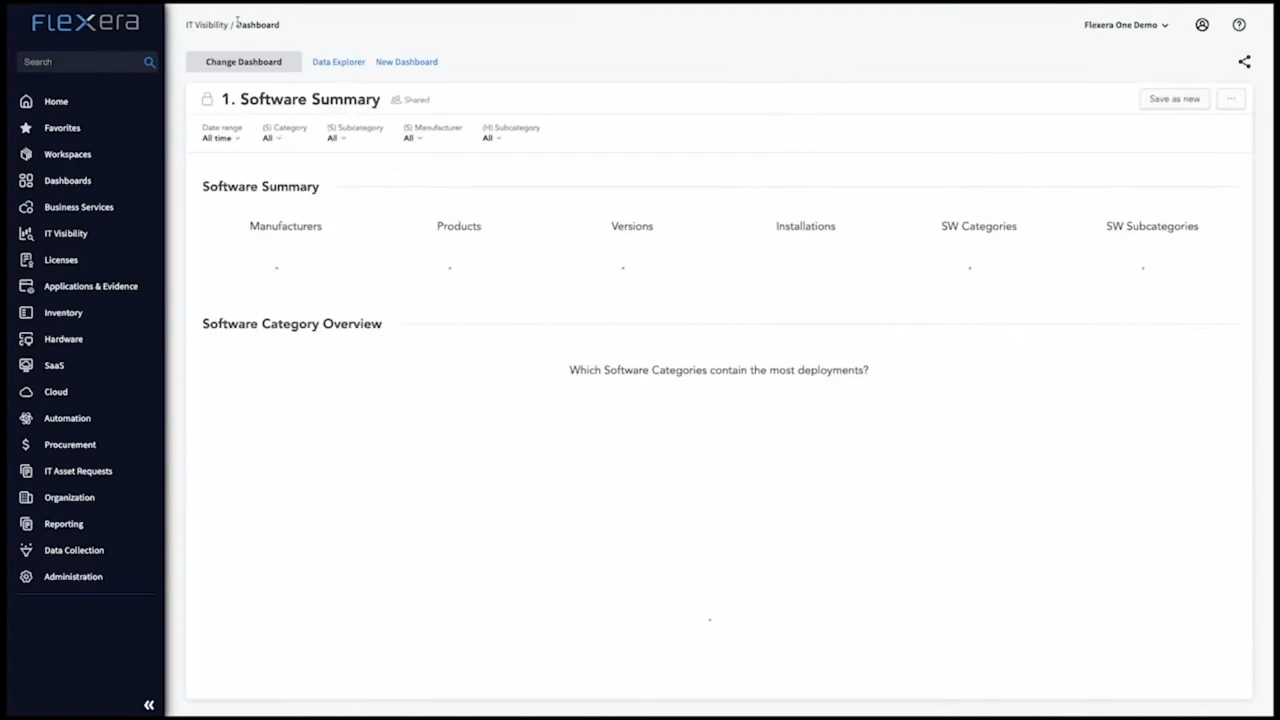 FLEXERA
IT Visibility / Dashboard
Flexera One Demo
Search
Change Dashboard
Data Explorer
New Dashboard
Home
Favorites
Workspaces
Dashboards
Business Services
IT Visibility
Licenses
Applications & Evidence
Inventory
Hardware
SaaS
Cloud
Automation
Procurement
IT Asset Requests
Organization
Reporting
Data Collection
Administration
1. Software Summary
Shared
Save as new
...
Date range
All time
(S) Category
All
(S) Subcategory
All
(S) Manufacturer
All
(H) Subcategory
All
Software Summary
Manufacturers
Products
Versions
Installations
SW Categories
SW Subcategories
Software Category Overview
Which Software Categories contain the most deployments?